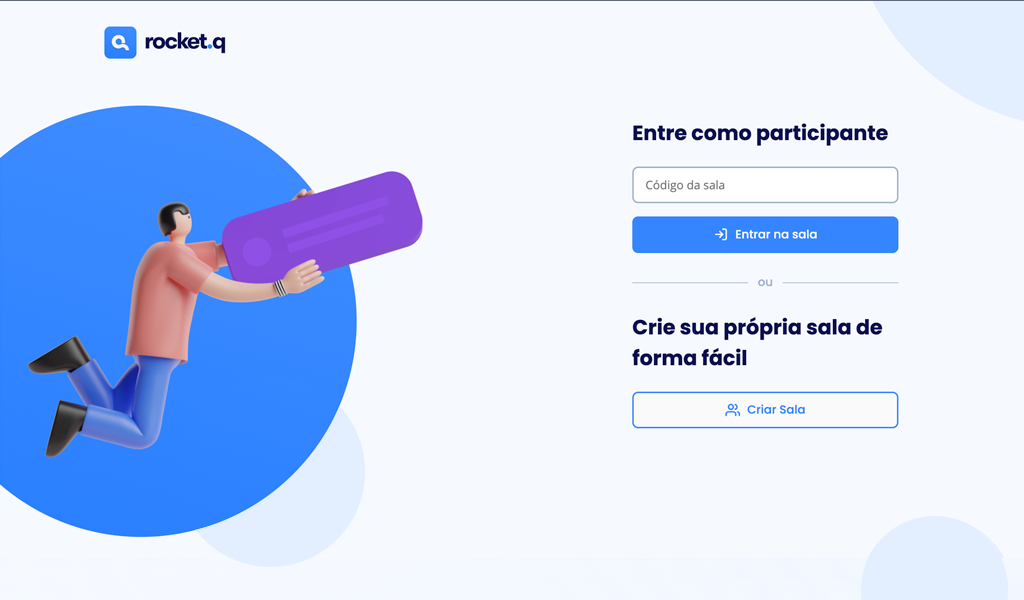 rocket.q
Entre como participante
Código da sala
Entrar na sala
ou
Crie sua própria sala de
forma fácil
Criar Sala